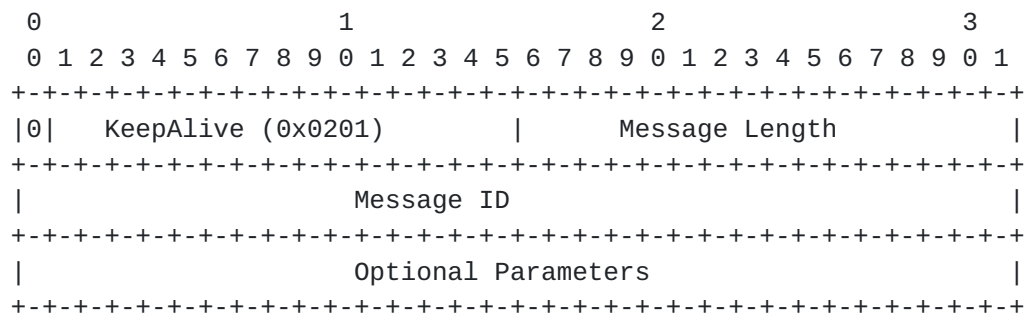 0                   1                   2                   3
 0 1 2 3 4 5 6 7 8 9 0 1 2 3 4 5 6 7 8 9 0 1 2 3 4 5 6 7 8 9 0 1
+-+-+-+-+-+-+-+-+-+-+-+-+-+-+-+-+-+-+-+-+-+-+-+-+-+-+-+-+-+-+-+-+
|0|   KeepAlive (0x0201)        |      Message Length           |
+-+-+-+-+-+-+-+-+-+-+-+-+-+-+-+-+-+-+-+-+-+-+-+-+-+-+-+-+-+-+-+-+
|                     Message ID                                |
+-+-+-+-+-+-+-+-+-+-+-+-+-+-+-+-+-+-+-+-+-+-+-+-+-+-+-+-+-+-+-+-+
|                     Optional Parameters                       |
+-+-+-+-+-+-+-+-+-+-+-+-+-+-+-+-+-+-+-+-+-+-+-+-+-+-+-+-+-+-+-+-+